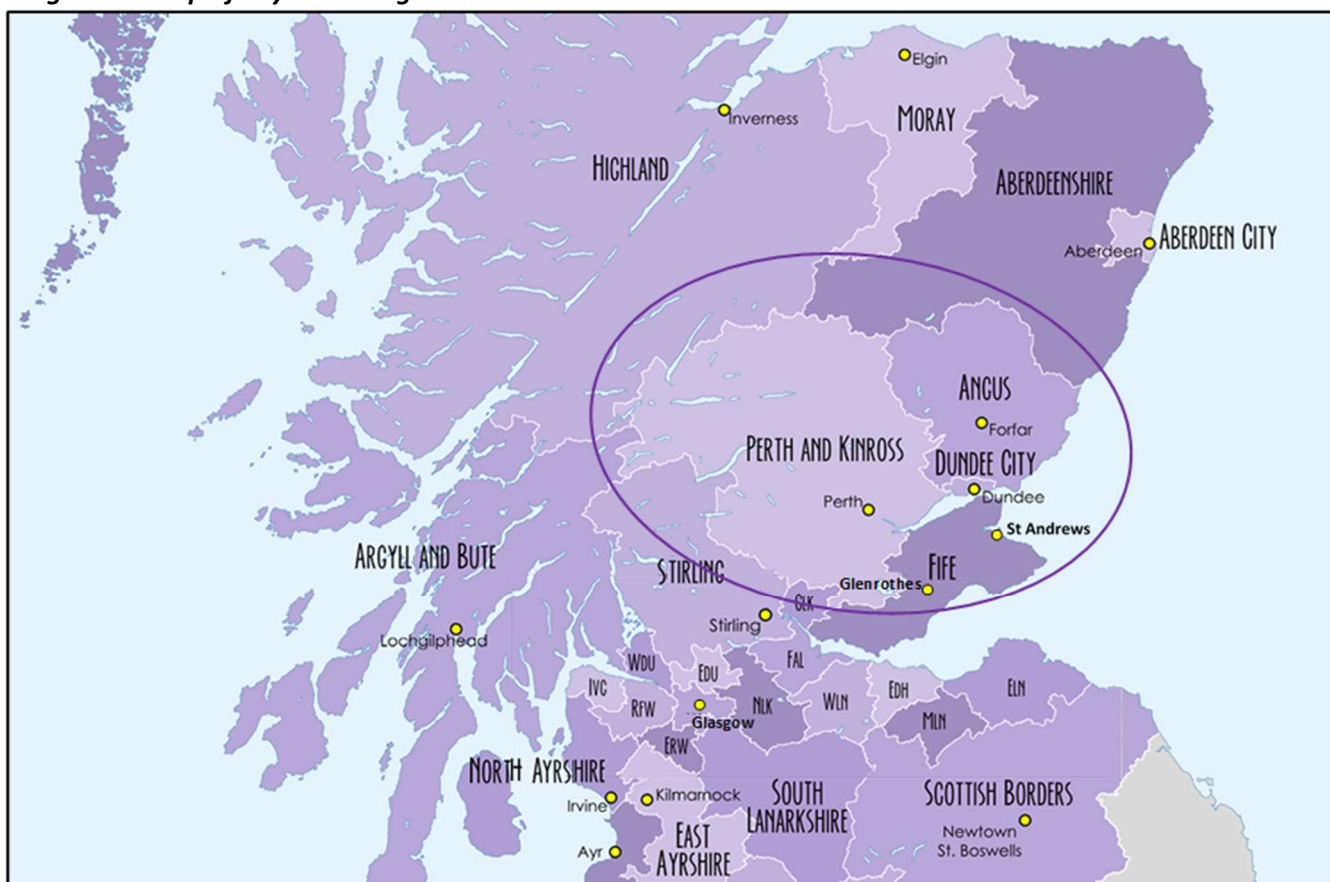 Elgin
MORAY
Inverness
HIGHLAND
ABERDEENSHIRE
ABERDEEN CITY
Aberdeen
ANGUS
Forfar
PERTH AND KINROSS
DUNDEE CITY
Dundee
Perth
St Andrews
ARGYLL AND BUTE
STIRLING
FIFE
Glenrothes
CLK
Stirling
Lochgilphead
WDU
EDU
FAL
IVC
RFW
NLK
WLN
EDH
ELN
MLN
Glasgow
ERW
NORTH AYRSHIRE
Irvine
Kilmarnock
SOUTH
LANARKSHIRE
SCOTTISH BORDERS
Newtown
St. Boswells
EAST
AYRSHIRE
Ayr